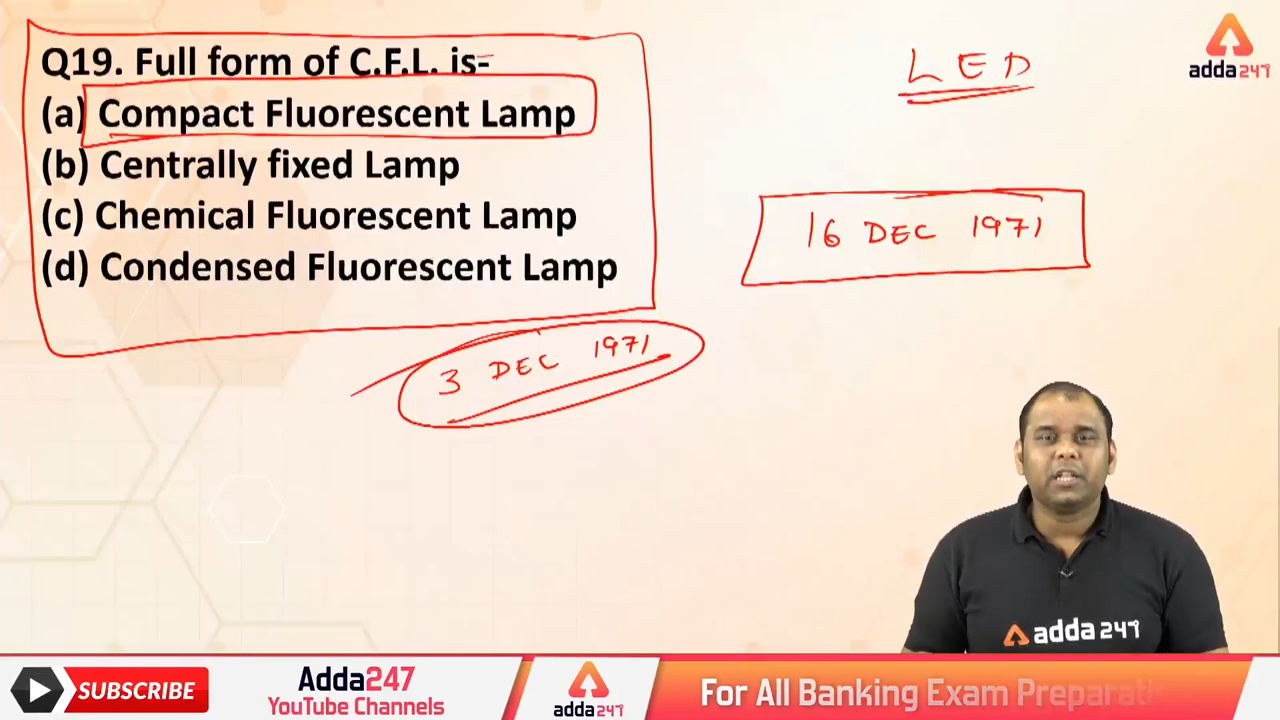 Q19. Full form of C.F.L. is-
(a) Compact Fluorescent Lamp
(b) Centrally fixed Lamp
(c) Chemical Fluorescent Lamp
(d) Condensed Fluorescent Lamp
3 DEC 1971
LED
16 DEC 1971
adda247
adda247
SUBSCRIBE
Adda247
YouTube Channels
adda247
For All Banking Exam Preparati